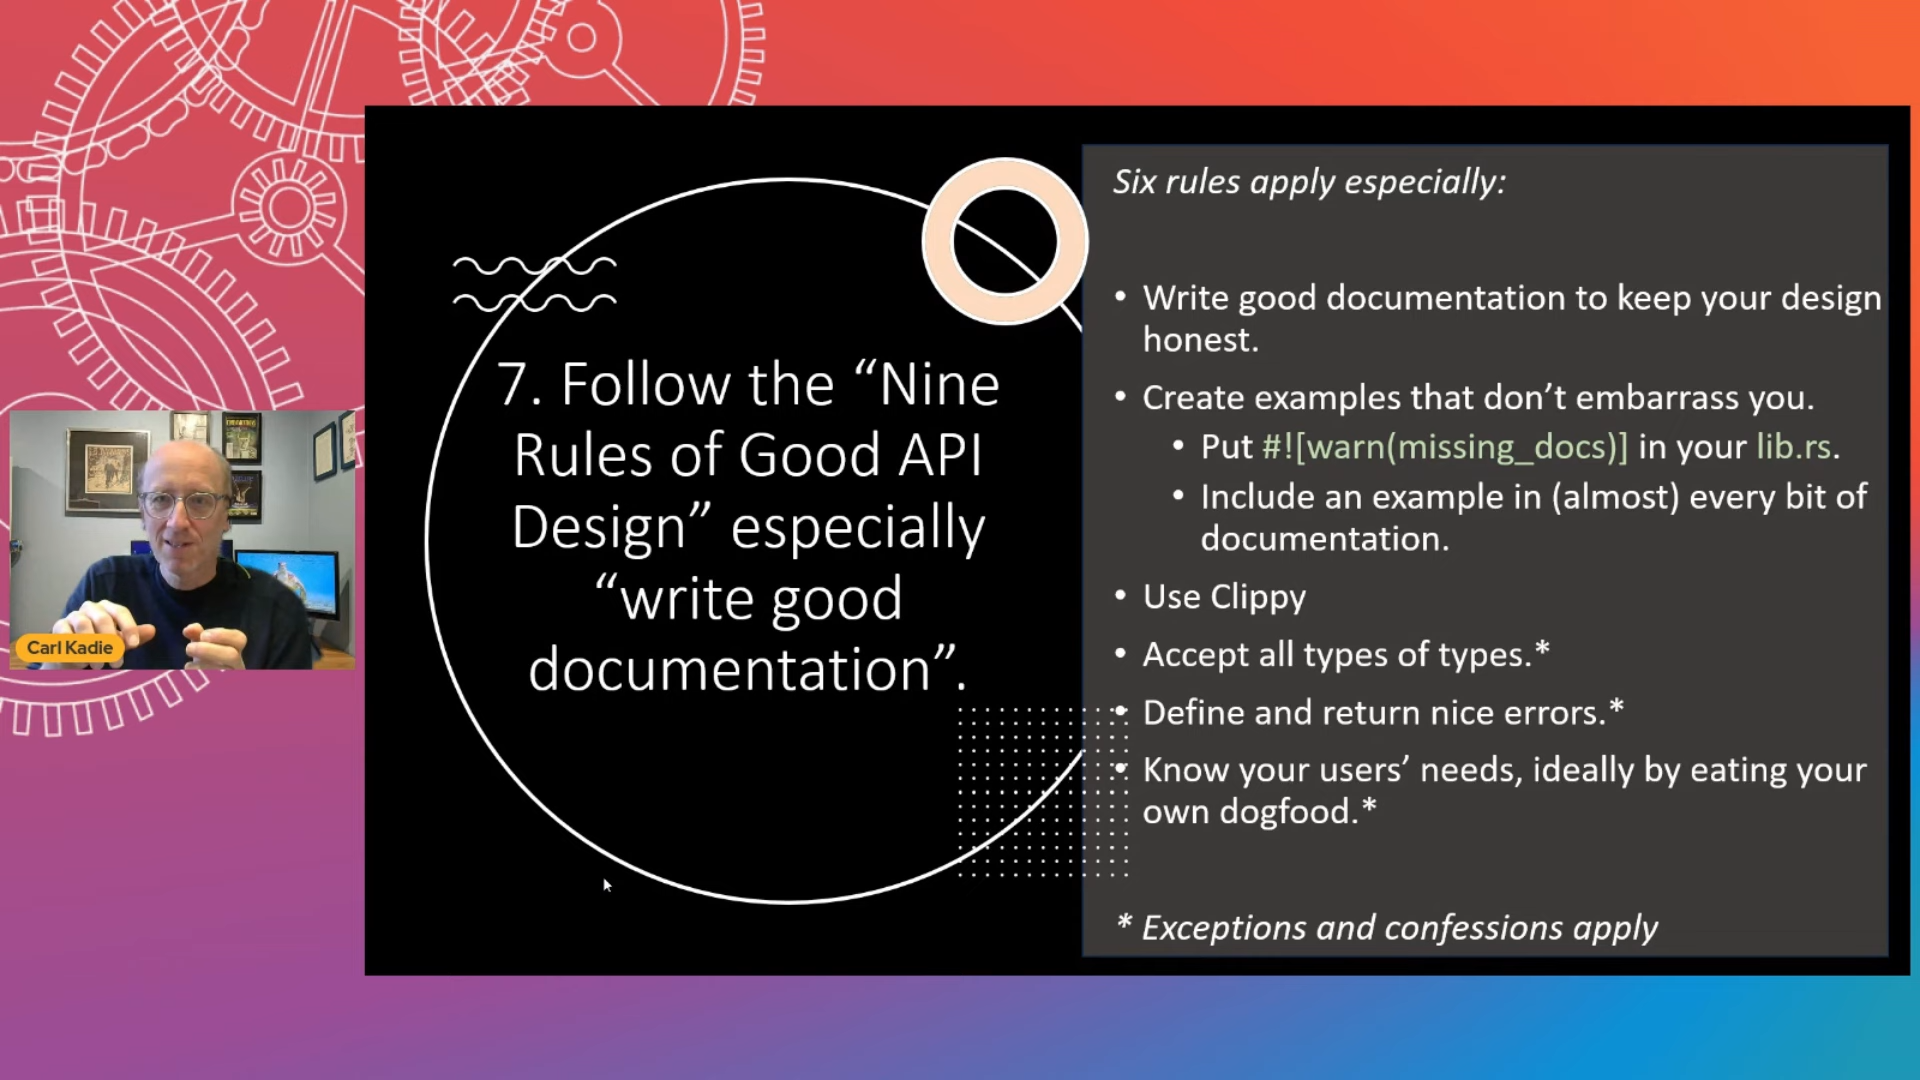 7. Follow the “Nine
Rules of Good API
Design” especially
“write good
documentation”.
Six rules apply especially:
• Write good documentation to keep your design
honest.
• Create examples that don’t embarrass you.
• Put #![warn(missing_docs)] in your lib.rs.
• Include an example in (almost) every bit of
documentation.
• Use Clippy
• Accept all types of types.*
• Define and return nice errors.*
• Know your users’ needs, ideally by eating your
own dogfood.*
* Exceptions and confessions apply
Carl Kadie